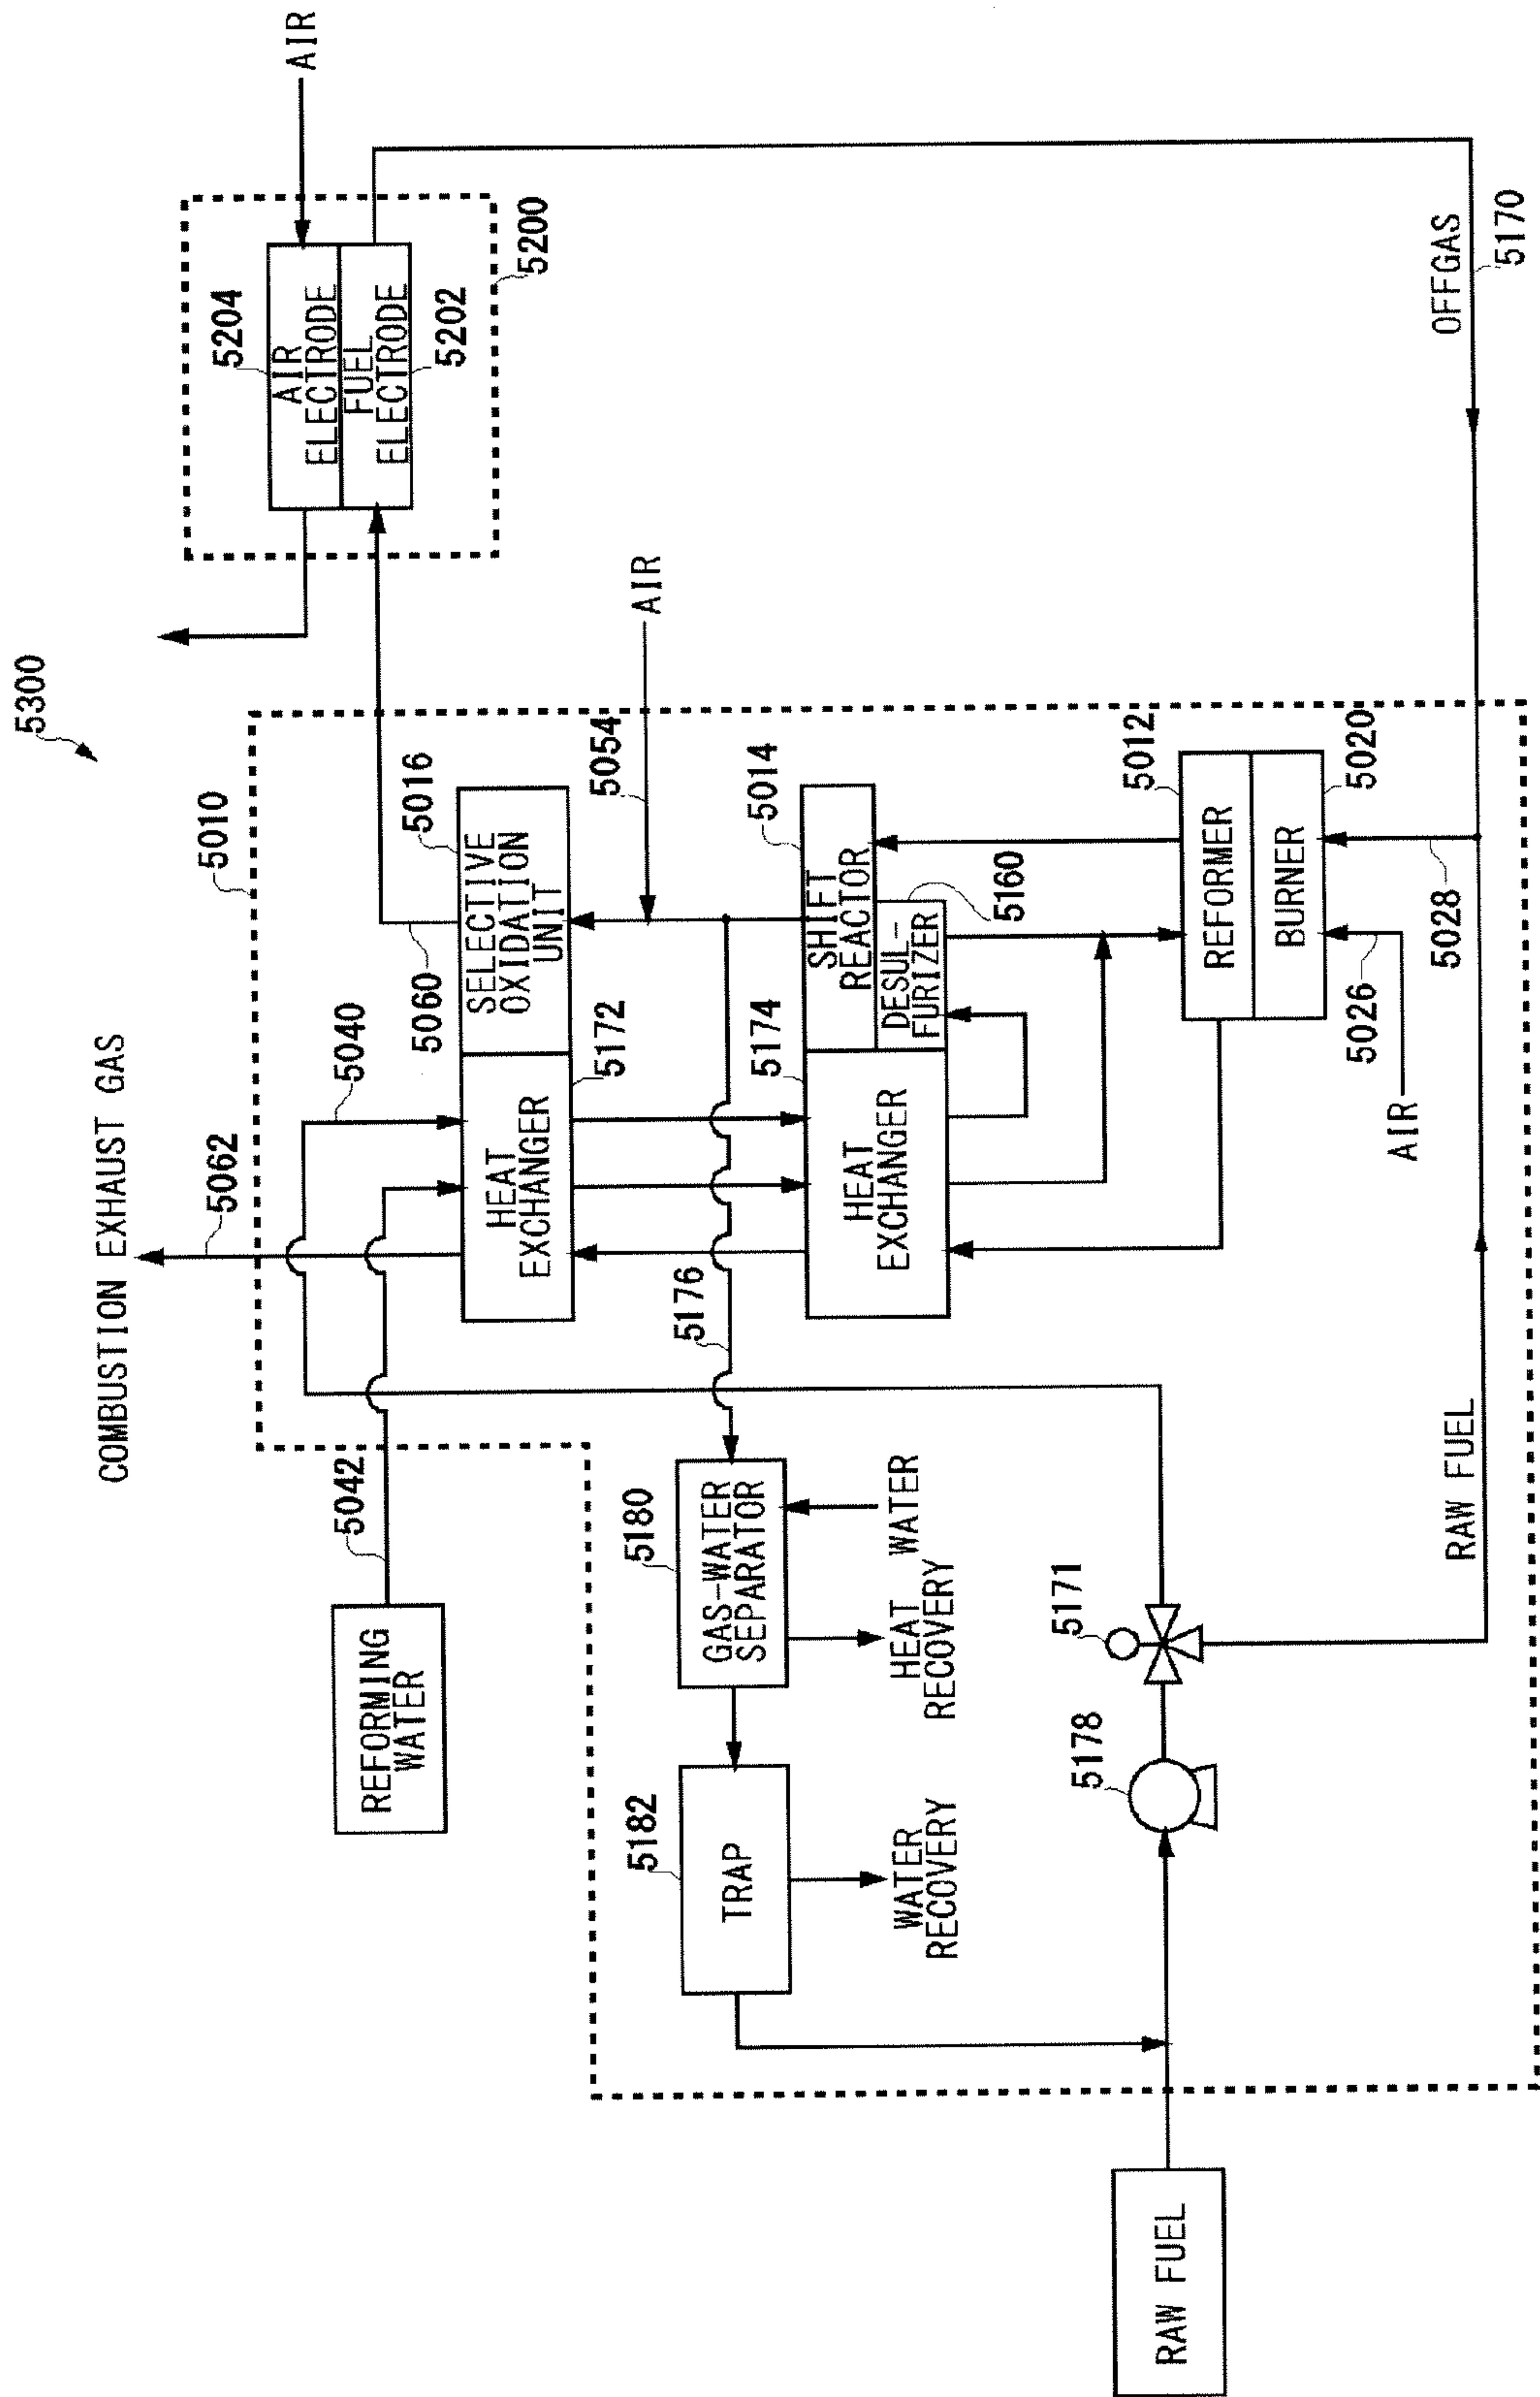 5300
COMBUSTION EXHAUST GAS
5062
5010
5042
5040
REFORMING
WATER
5060
5016
SELECTIVE
OXIDATION
UNIT
HEAT
EXCHANGER
5172
5054
AIR
5204
AIR
ELECTRODE
FUEL
ELECTRODE
5202
5200
AIR
5176
5182
TRAP
WATER
RECOVERY
5180
GAS-WATER
SEPARATOR
HEAT
RECOVERY
WATER
5174
HEAT
EXCHANGER
5014
SHIFT
REACTOR
DESUL-
FURIZER
5160
5012
REFORMER
BURNER
5020
5026
AIR
5028
RAW FUEL
5178
5171
RAW FUEL
OFFGAS
5170